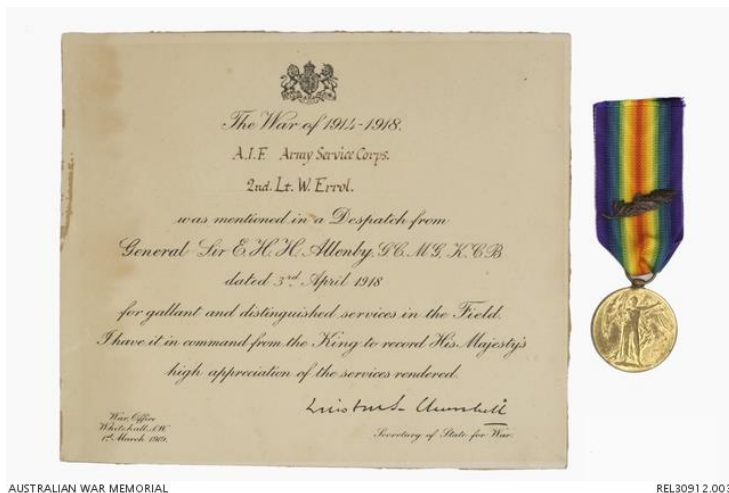 The War of 1914-1918.
A.I.F. Army Service Corps.
2nd. Lt. W. Errol.
was mentioned in a Despatch from
General Sir E. H. H. Allenby, G.C.M.G. K.C.B.
dated 3rd April 1918
for gallant and distinguished services in the Field.
I have it in command from the King to record His Majesty's
high appreciation of the services rendered.
Winston S. Churchill
War Office
Whitehall, S.W.
1st March 1919.
Secretary of State for War.
AUSTRALIAN WAR MEMORIAL
REL30912.003